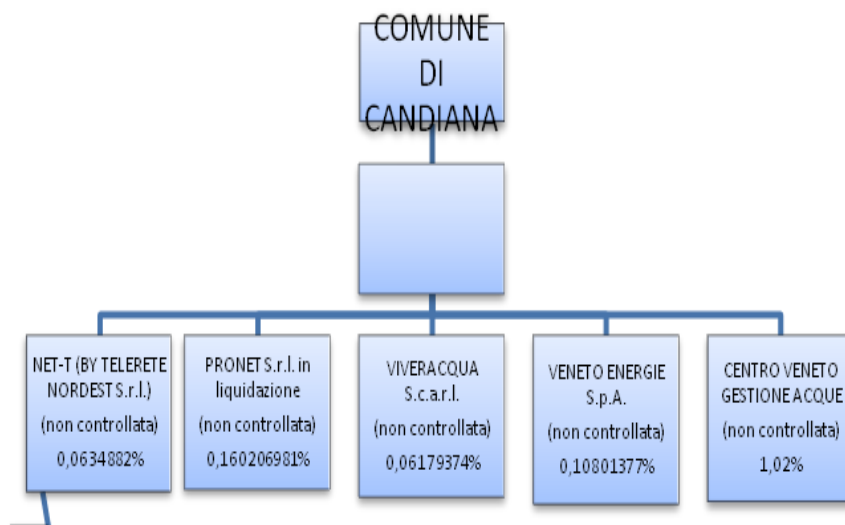 COMUNE
DI
CANDIANA
NET-T (BY TELERETE
NORDEST S.r.l.)
(non controllata)
0,0634882%
PRONET S.r.l. in
liquidazione
(non controllata)
0,160206981%
VIVERACQUA
S.c.a.r.l.
(non controllata)
0,06179374%
VENETO ENERGIE
S.p.A.
(non controllata)
0,10801377%
CENTRO VENETO
GESTIONE ACQUE
(non controllata)
1,02%